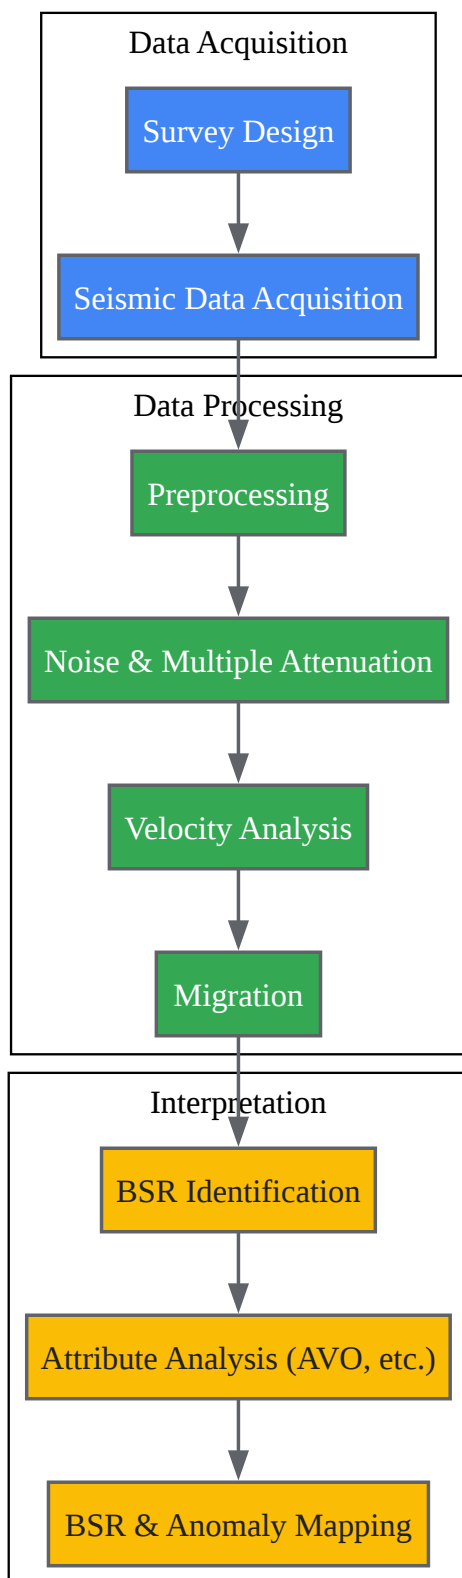 Data Acquisition
Survey Design
Seismic Data Acquisition
Data Processing
Preprocessing
Noise & Multiple Attenuation
Velocity Analysis
Migration
Interpretation
BSR Identification
Attribute Analysis (AVO, etc.)
BSR & Anomaly Mapping